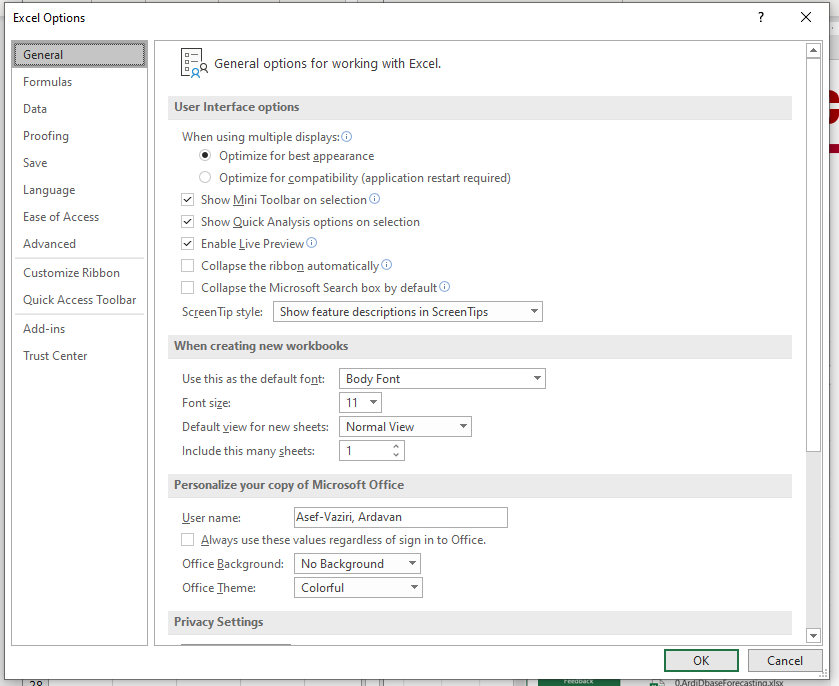 Excel Options ?
General
Formulas
Data
Proofing
Save
Language
Ease of Access
Advanced
Customize Ribbon
Quick Access Toolbar
Add-ins
Trust Center
General options for working with Excel.
User Interface options
When using multiple displays:
Optimize for best appearance
Optimize for compatibility (application restart required)
Show Mini Toolbar on selection
Show Quick Analysis options on selection
Enable Live Preview
Collapse the ribbon automatically
Collapse the Microsoft Search box by default
ScreenTip style: Show feature descriptions in ScreenTips
When creating new workbooks
Use this as the default font: Body Font
Font size: 11
Default view for new sheets: Normal View
Include this many sheets: 1
Personalize your copy of Microsoft Office
User name: Asef-Vaziri, Ardavan
Always use these values regardless of sign in to Office.
Office Background: No Background
Office Theme: Colorful
Privacy Settings
OK Cancel
28 Feedback 0.ArdiDbaseForecasting.xlsx